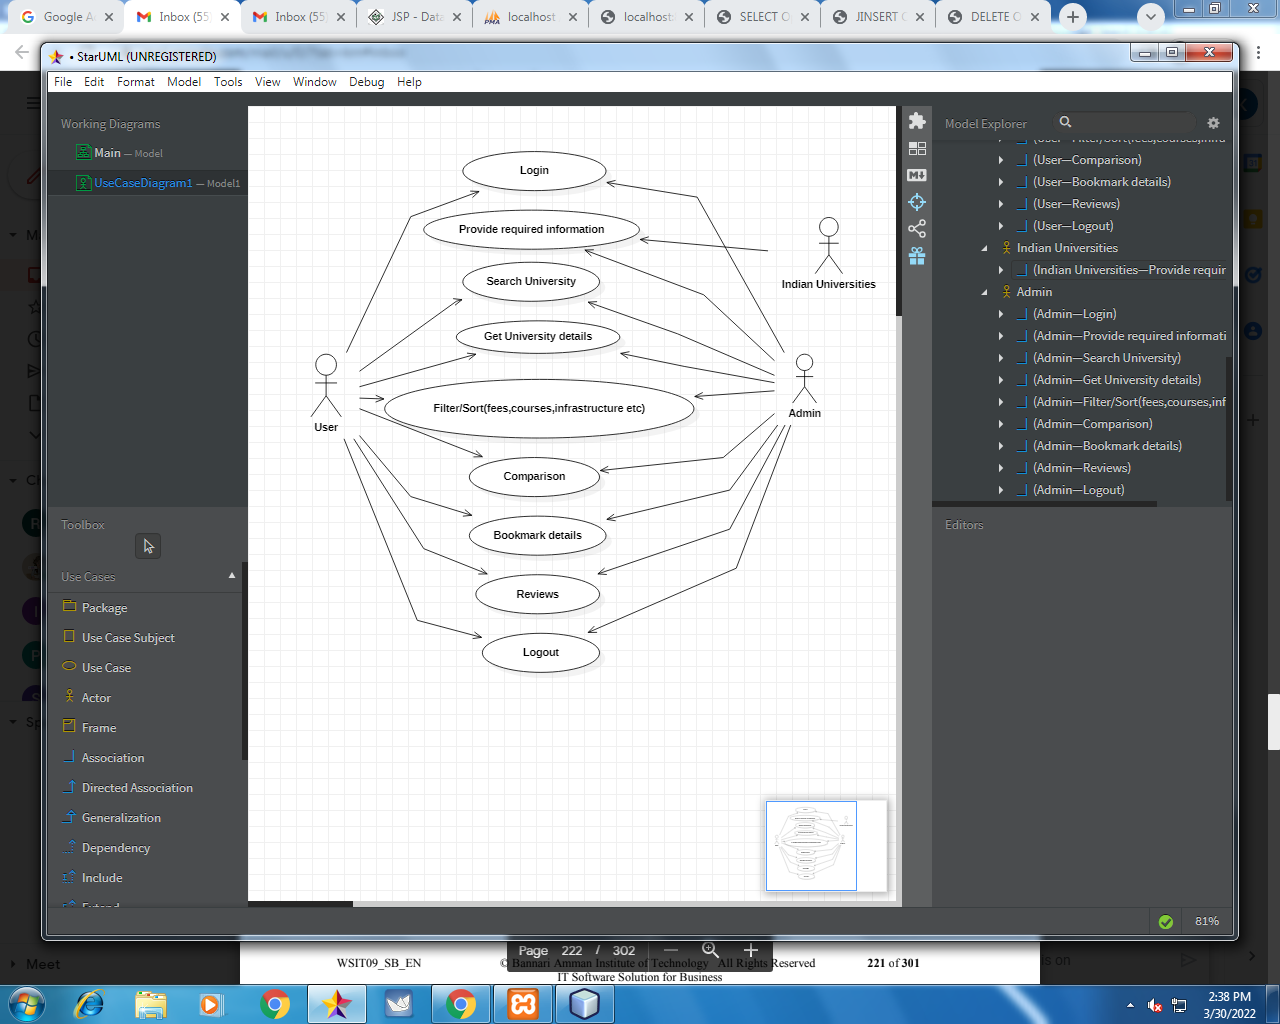 Google A
Inbox (55
Inbox (55
JSP - Data
localhost
localhost
SELECT O
JINSERT
DELETE
• StarUML (UNREGISTERED)
File Edit Format Model Tools View Window Debug Help
Working Diagrams
Main — Model
UseCaseDiagram1 — Model1
Toolbox
Use Cases
Package
Use Case Subject
Use Case
Actor
Frame
Association
Directed Association
Generalization
Dependency
Include
Extend
Login
Provide required information
Search University
Get University details
Filter/Sort(fees,courses,infrastructure etc)
Comparison
Bookmark details
Reviews
Logout
User
Indian Universities
Admin
Model Explorer
(User—Filter/Sort(fees,courses,infra
(User—Comparison)
(User—Bookmark details)
(User—Reviews)
(User—Logout)
Indian Universities
(Indian Universities—Provide requir
Admin
(Admin—Login)
(Admin—Provide required informati
(Admin—Search University)
(Admin—Get University details)
(Admin—Filter/Sort(fees,courses,inf
(Admin—Comparison)
(Admin—Bookmark details)
(Admin—Reviews)
(Admin—Logout)
Editors
81%
Page 222 / 302
Meet
WSIT09_SB_EN © Bannari Amman Institute of Technology All Rights Reserved 221 of 301
IT Software Solution for Business
2:38 PM
3/30/2022